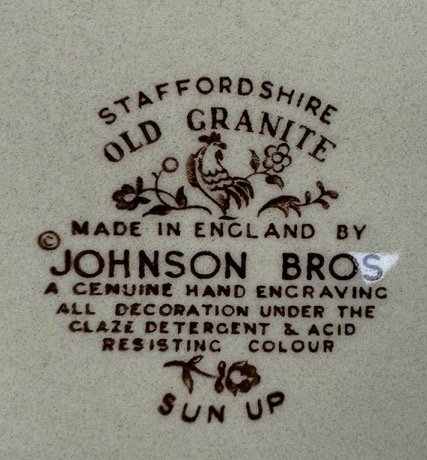 STAFFORDSHIRE
OLD GRANITE
MADE IN ENGLAND BY
© JOHNSON BROS
A GENUINE HAND ENGRAVING
ALL DECORATION UNDER THE
GLAZE DETERGENT & ACID
RESISTING COLOUR
SUN UP